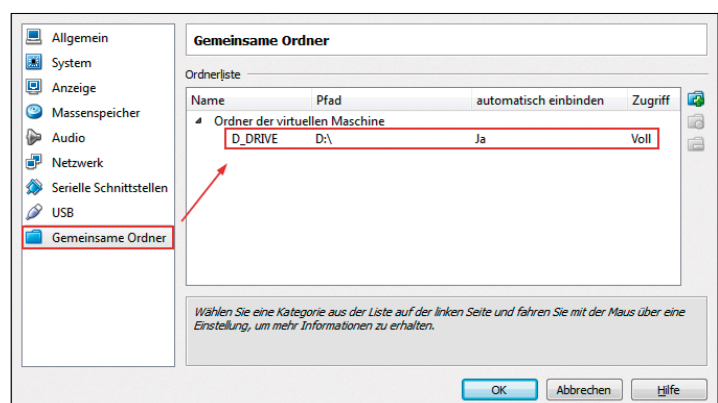 Allgemein
System
Anzeige
Massenspeicher
Audio
Netzwerk
Serielle Schnittstellen
USB
Gemeinsame Ordner
Gemeinsame Ordner
Ordnerliste
Name Pfad automatisch einbinden Zugriff
Ordner der virtuellen Maschine
D_DRIVE D:\ Ja Voll
Wählen Sie eine Kategorie aus der Liste auf der linken Seite und fahren Sie mit der Maus über eine
Einstellung, um mehr Informationen zu erhalten.
OK Abbrechen Hilfe